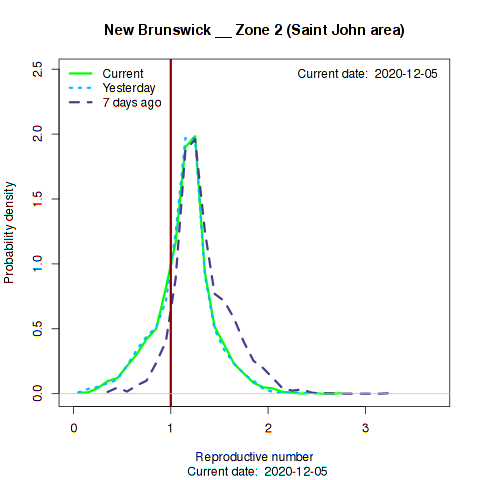 New Brunswick __ Zone 2 (Saint John area)
Current
Yesterday
7 days ago
Current date:  2020-12-05
2.5
2.0
1.5
1.0
0.5
0.0
Probability density
0
1
2
3
Reproductive number
Current date:  2020-12-05